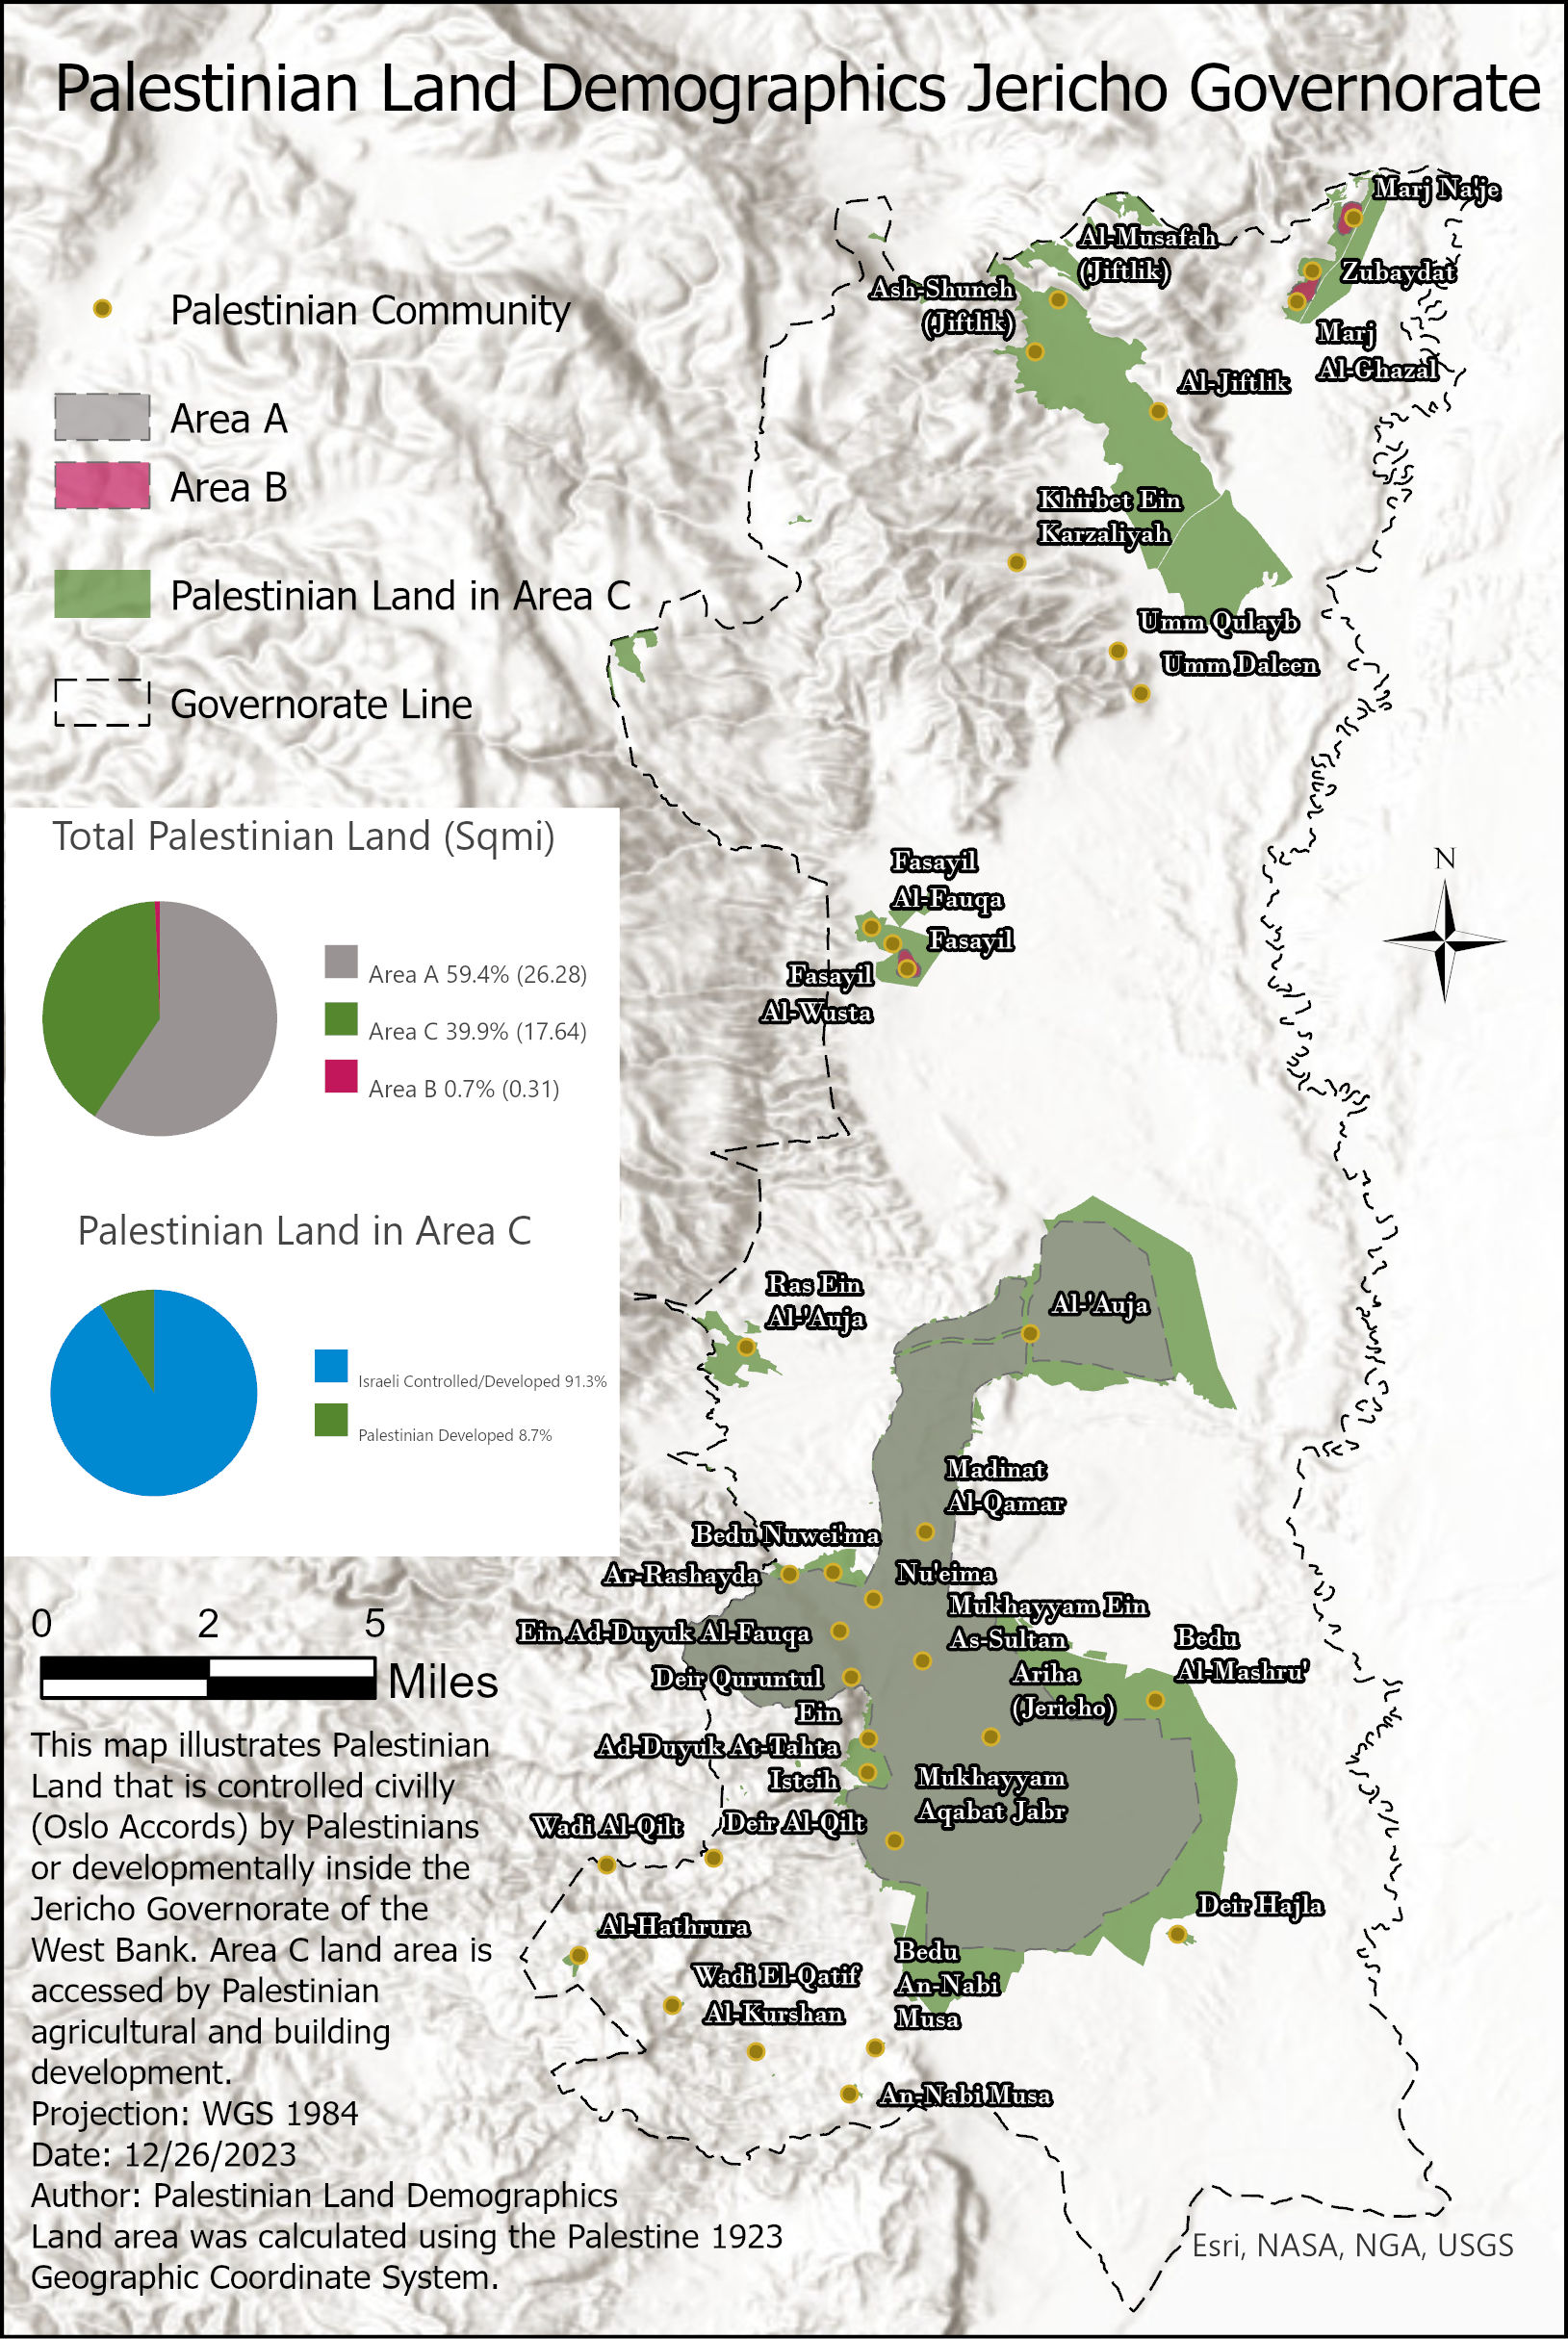 Palestinian Land Demographics Jericho Governorate
Palestinian Community
Area A
Area B
Palestinian Land in Area C
Governorate Line
Marj Na'je
Al-Musafah
(Jiftlik)
Zubaydat
Ash-Shuneh
(Jiftlik)
Marj
Al-Ghazal
Al-Jiftlik
Khirbet Ein
Karzaliyah
Umm Qulayb
Umm Daleen
Total Palestinian Land (Sqmi)
Area A 59.4% (26.28)
Area C 39.9% (17.64)
Area B 0.7% (0.31)
Palestinian Land in Area C
Israeli Controlled/Developed 91.3%
Palestinian Developed 8.7%
N
Fasayil
Al-Fauqa
Fasayil
Fasayil
Al-Wusta
Ras Ein
Al-'Auja
Al-'Auja
Madinat
Al-Qamar
Bedu Nuwei'ma
Ar-Rashayda
Nu'eima
Mukhayyam Ein
As-Sultan
Ein Ad-Duyuk Al-Fauqa
Bedu
Al-Mashru'
Deir Quruntul
Ariha
(Jericho)
Ein
Ad-Duyuk At-Tahta
Isteih
Mukhayyam
Aqabat Jabr
Wadi Al-Qilt
Deir Al-Qilt
Deir Hajla
Al-Hathrura
Bedu
An-Nabi
Musa
Wadi El-Qatif
Al-Kurshan
An-Nabi Musa
0 2 5
Miles
This map illustrates Palestinian
Land that is controlled civilly
(Oslo Accords) by Palestinians
or developmentally inside the
Jericho Governorate of the
West Bank. Area C land area is
accessed by Palestinian
agricultural and building
development.
Projection: WGS 1984
Date: 12/26/2023
Author: Palestinian Land Demographics
Land area was calculated using the Palestine 1923
Geographic Coordinate System.
Esri, NASA, NGA, USGS